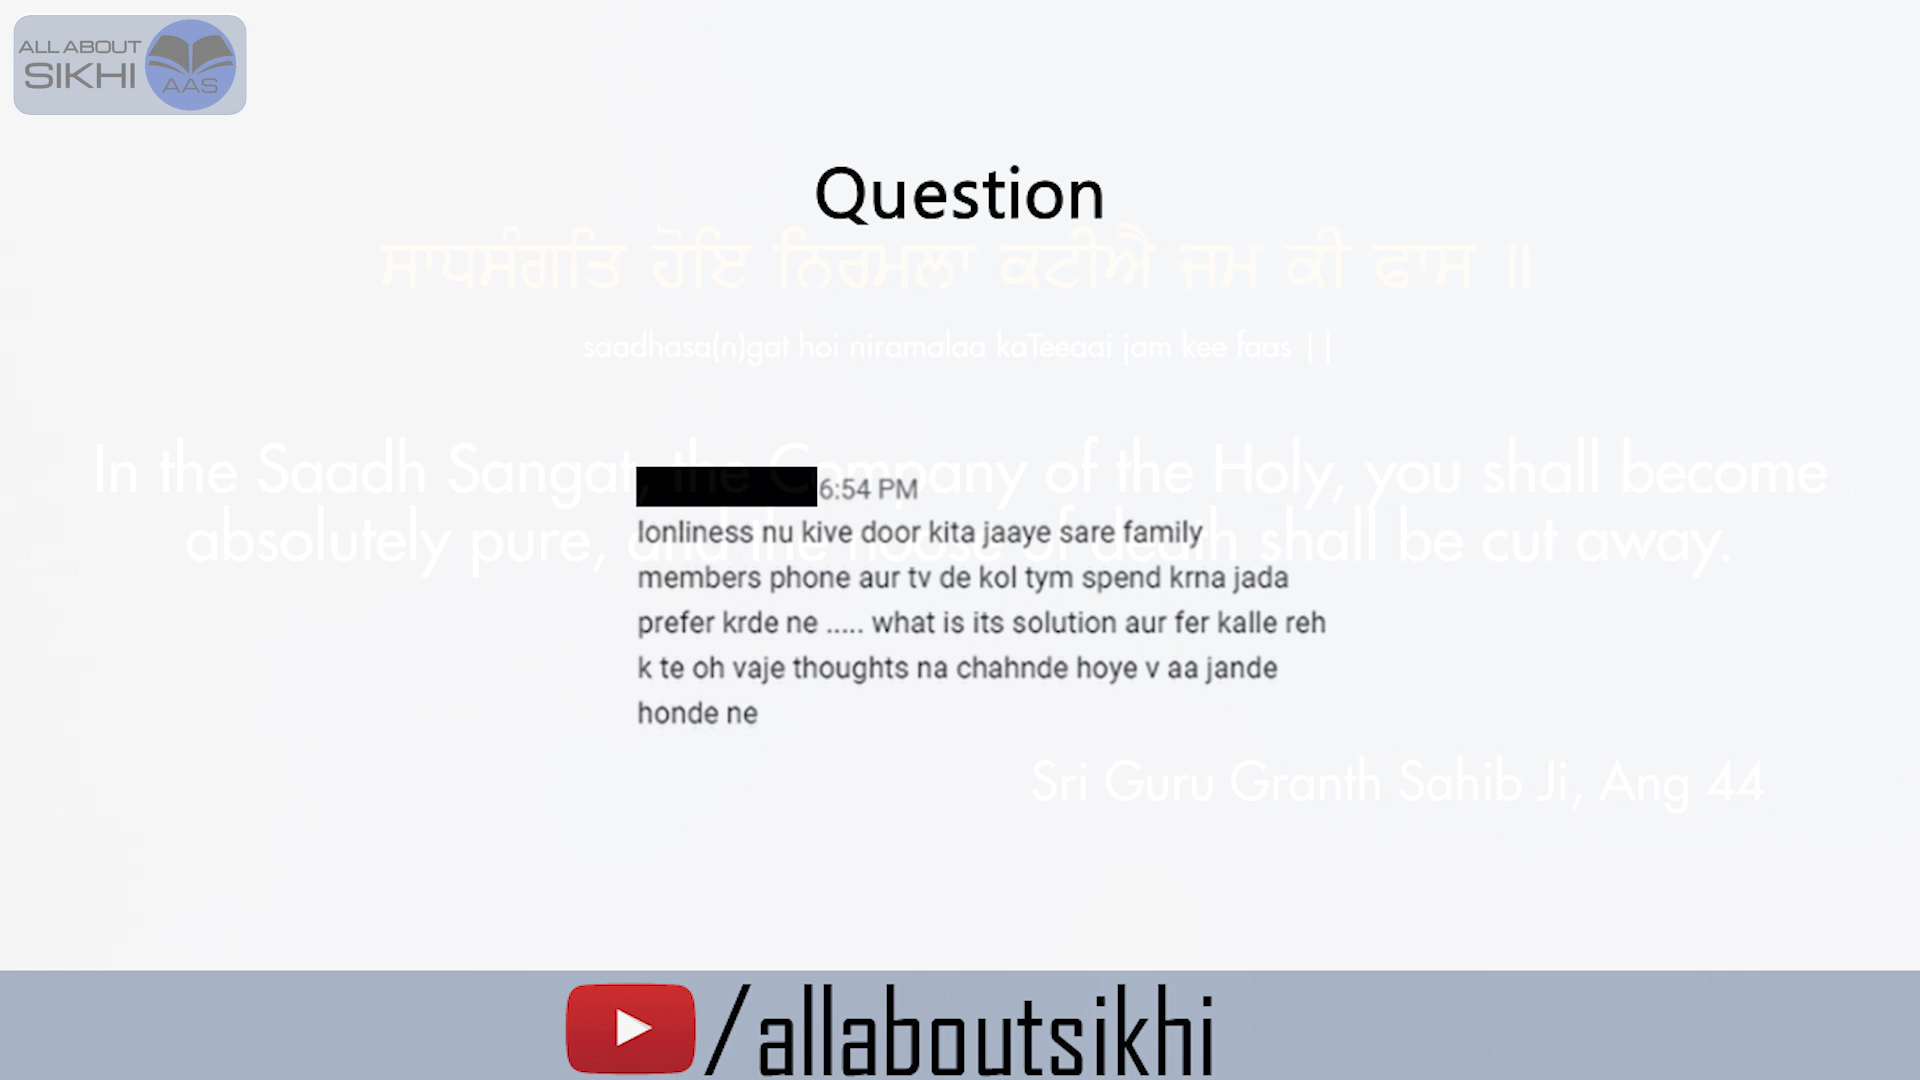 ALL ABOUT
SIKHI
AAS
Question
ਸਾਧਸੰਗਤਿ ਹੋਇ ਨਿਰਮਲਾ ਕਟੀਐ ਜਮ ਕੀ ਫਾਸ ॥
saadhasa(n)gat hoi niramalaa kaTeeaai jam kee faas ||
In the Saadh Sangat, the Company of the Holy, you shall become
absolutely pure, and the noose of death shall be cut away.
6:54 PM
lonliness nu kive door kita jaaye sare family
members phone aur tv de kol tym spend krna jada
prefer krde ne ..... what is its solution aur fer kalle reh
k te oh vaje thoughts na chahnde hoye v aa jande
honde ne
Sri Guru Granth Sahib Ji, Ang 44
/allaboutsikhi